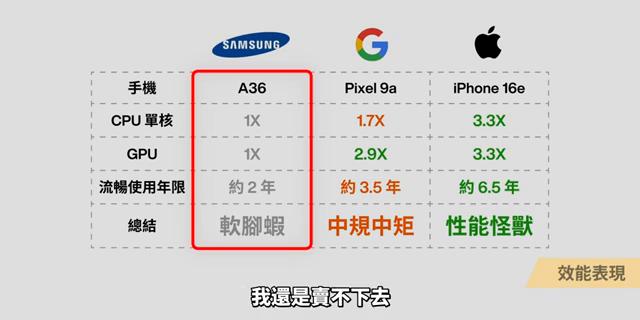 SAMSUNG
手機 A36 Pixel 9a iPhone 16e
CPU 單核 1X 1.7X 3.3X
GPU 1X 2.9X 3.3X
流暢使用年限 約 2 年 約 3.5 年 約 6.5 年
總結 軟腳蝦 中規中矩 性能怪獸
效能表現
我還是賣不下去